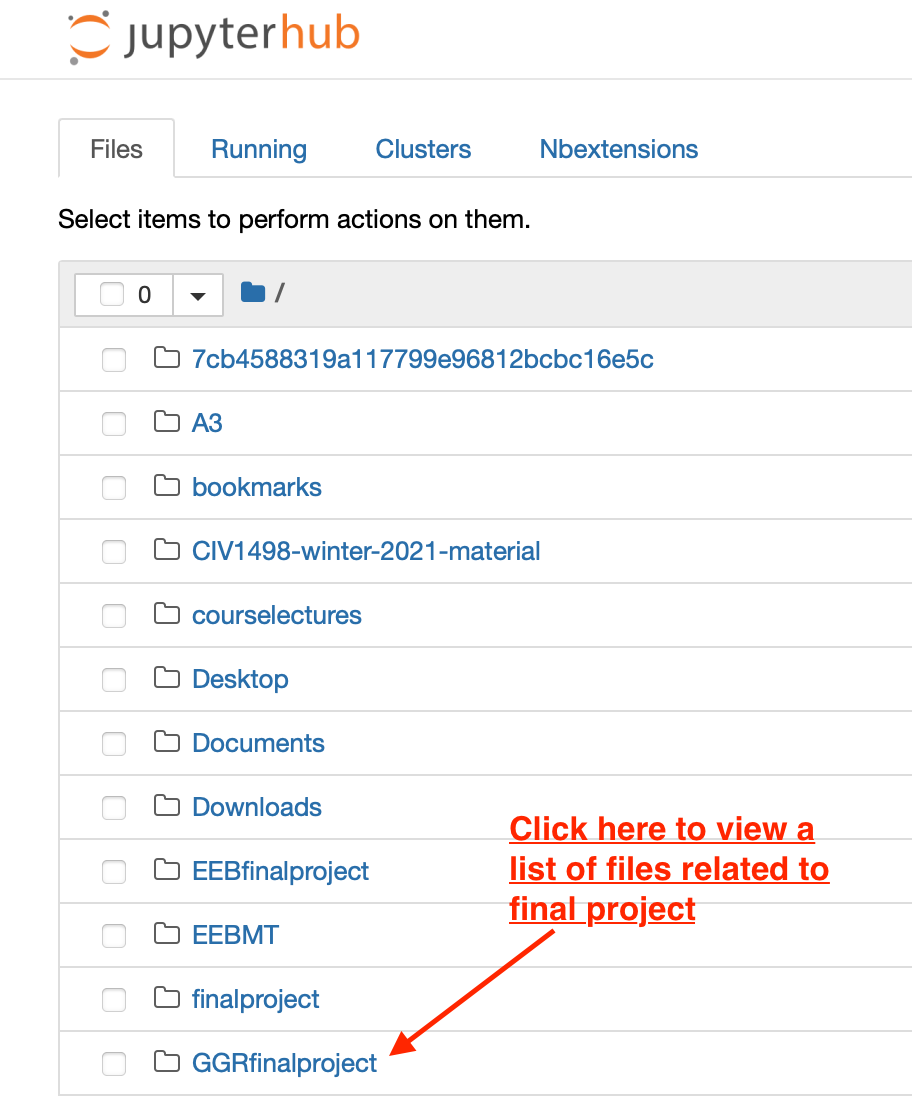 jupyterhub
Files Running Clusters Nbextensions
Select items to perform actions on them.
0 /
7cb4588319a117799e96812bcbc16e5c
A3
bookmarks
CIV1498-winter-2021-material
courselectures
Desktop
Documents
Downloads
Click here to view a
list of files related to
final project
EEBfinalproject
EEBMT
finalproject
GGRfinalproject